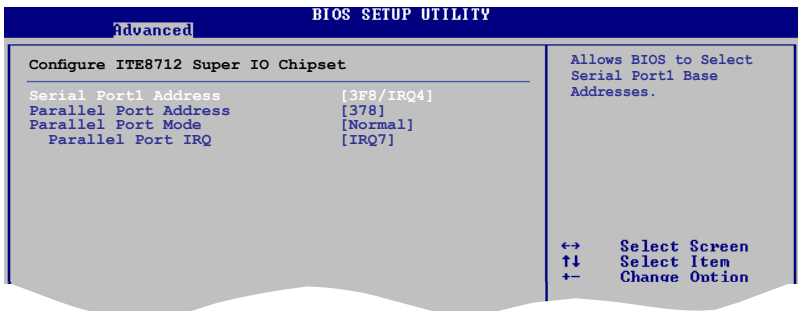 BIOS SETUP UTILITY
Advanced
Configure ITE8712 Super IO Chipset
Serial Port1 Address [3F8/IRQ4]
Parallel Port Address [378]
Parallel Port Mode [Normal]
Parallel Port IRQ [IRQ7]
Allows BIOS to Select
Serial Port1 Base
Addresses.
←→ Select Screen
↑↓ Select Item
+- Change Option